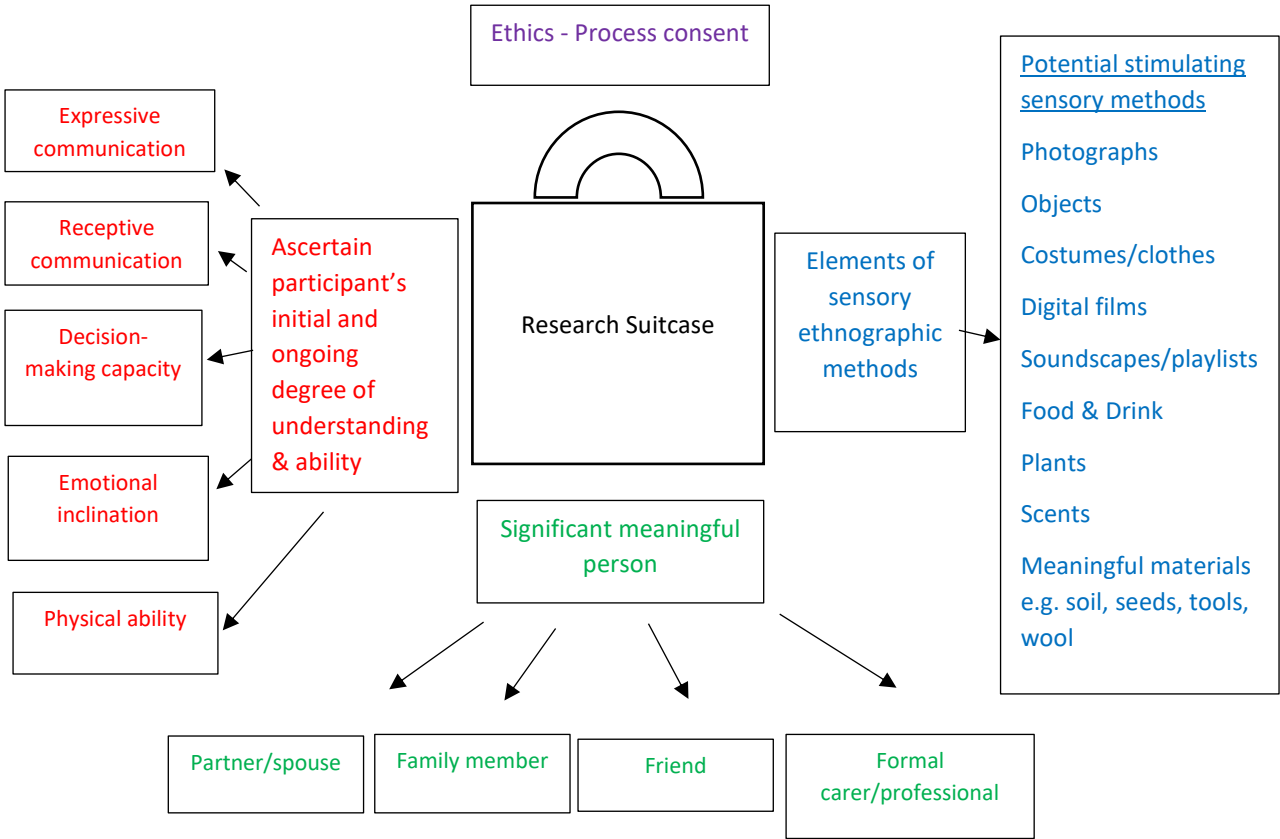 Ethics - Process consent
Expressive
communication
Receptive
communication
Decision-
making capacity
Emotional
inclination
Physical ability
Ascertain
participant’s
initial and
ongoing
degree of
understanding
& ability
Research Suitcase
Elements of
sensory
ethnographic
methods
Potential stimulating
sensory methods
Photographs
Objects
Costumes/clothes
Digital films
Soundscapes/playlists
Food & Drink
Plants
Scents
Meaningful materials
e.g. soil, seeds, tools,
wool
Significant meaningful
person
Partner/spouse
Family member
Friend
Formal
carer/professional